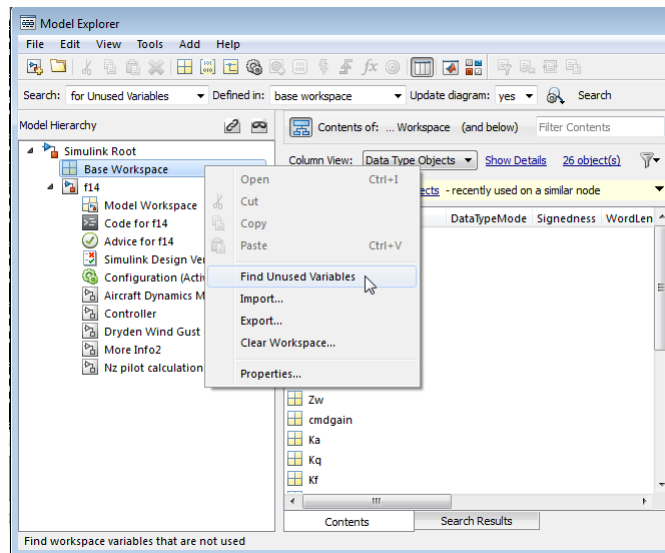 Model Explorer
File Edit View Tools Add Help
Search: for Unused Variables Defined in: base workspace Update diagram: yes Search
Model Hierarchy
Contents of: ... Workspace (and below) Filter Contents
Simulink Root
Column View: Data Type Objects Show Details 26 object(s)
Base Workspace
f14
ects - recently used on a similar node
Model Workspace
DataTypeMode Signedness WordLen
Code for f14
Advice for f14
Simulink Design Ver
Configuration (Activ
Aircraft Dynamics M
Controller
Dryden Wind Gust
More Info2
Nz pilot calculation
Open Ctrl+I
Cut
Copy
Paste Ctrl+V
Find Unused Variables
Import...
Export...
Clear Workspace...
Properties...
Zw
cmdgain
Ka
Kq
Kf
Contents Search Results
Find workspace variables that are not used